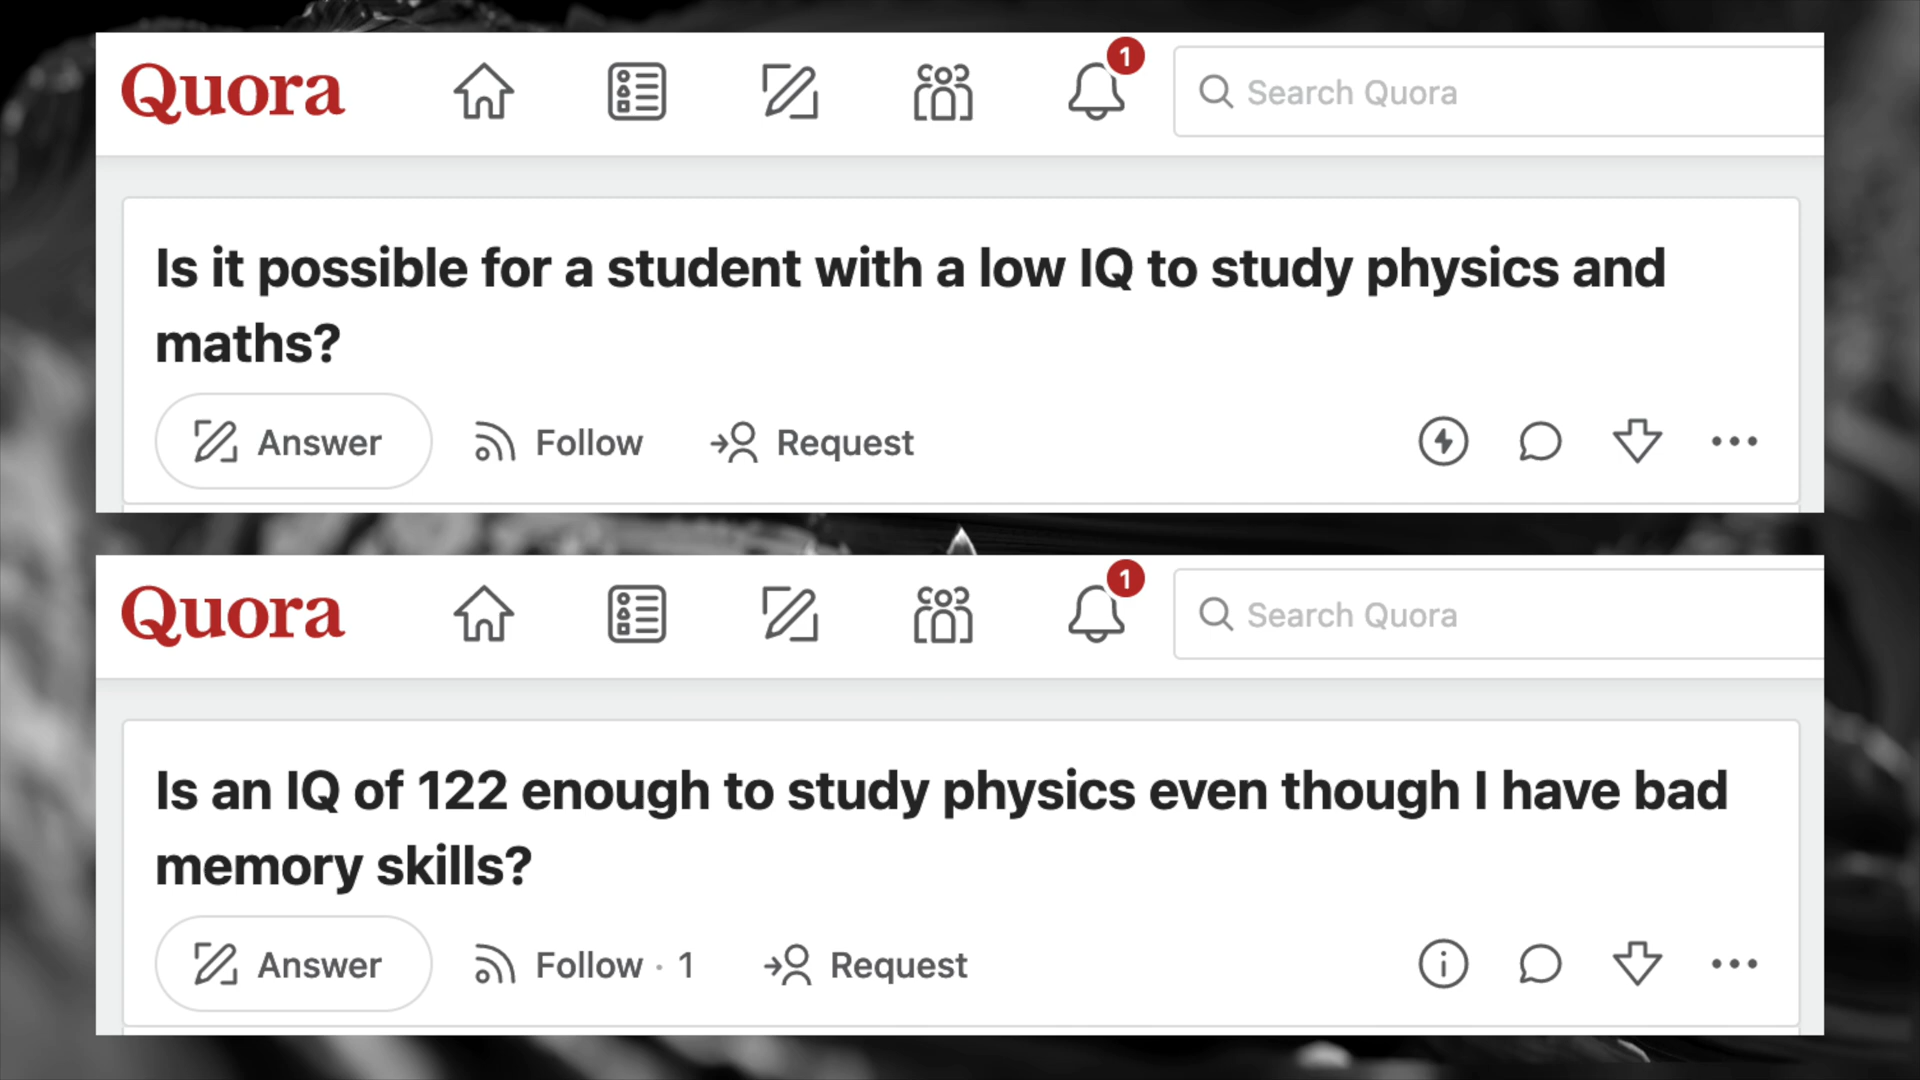 Quora
1
Search Quora
Is it possible for a student with a low IQ to study physics and
maths?
Answer
Follow
Request
Quora
1
Search Quora
Is an IQ of 122 enough to study physics even though I have bad
memory skills?
Answer
Follow · 1
Request